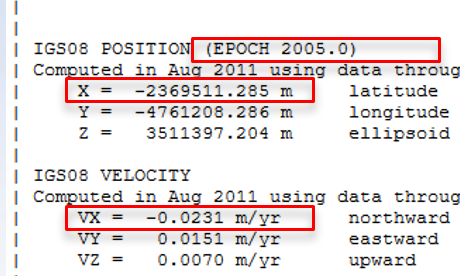 |
|
| IGS08 POSITION (EPOCH 2005.0)
| Computed in Aug 2011 using data throug
| X = -2369511.285 m latitude
| Y = -4761208.286 m longitude
| Z = 3511397.204 m ellipsoid
|
| IGS08 VELOCITY
| Computed in Aug 2011 using data throug
| VX = -0.0231 m/yr northward
| VY = 0.0151 m/yr eastward
| VZ = 0.0070 m/yr upward
|